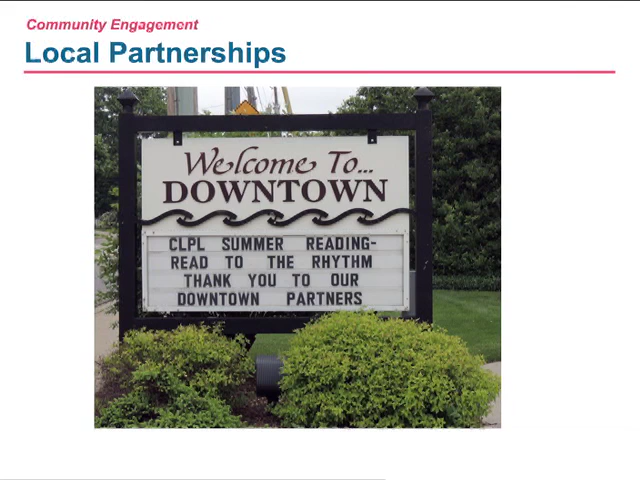 Community Engagement
Local Partnerships
Welcome To...
DOWNTOWN
CLPL SUMMER READING-
READ TO THE RHYTHM
THANK YOU TO OUR
DOWNTOWN PARTNERS